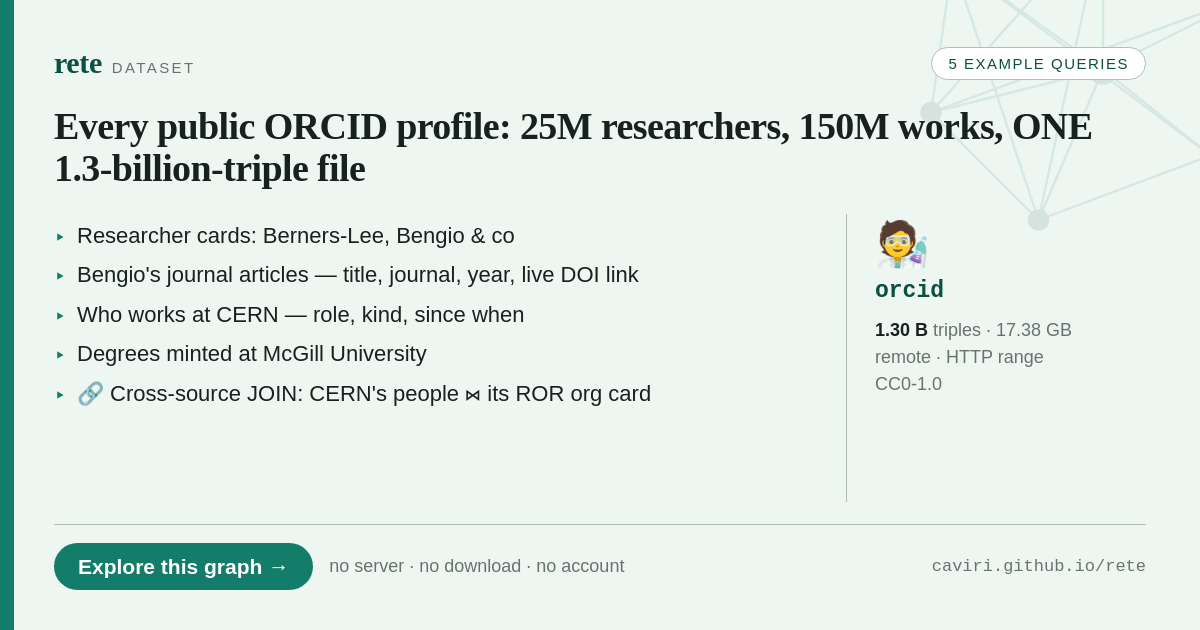 rete DATASET
5 EXAMPLE QUERIES
Every public ORCID profile: 25M researchers, 150M works, ONE
1.3-billion-triple file
▸ Researcher cards: Berners-Lee, Bengio & co
▸ Bengio's journal articles — title, journal, year, live DOI link
▸ Who works at CERN — role, kind, since when
▸ Degrees minted at McGill University
▸ 🔗 Cross-source JOIN: CERN's people ⋈ its ROR org card
orcid
1.30 B triples · 17.38 GB
remote · HTTP range
CC0-1.0
Explore this graph →
no server · no download · no account
caviri.github.io/rete